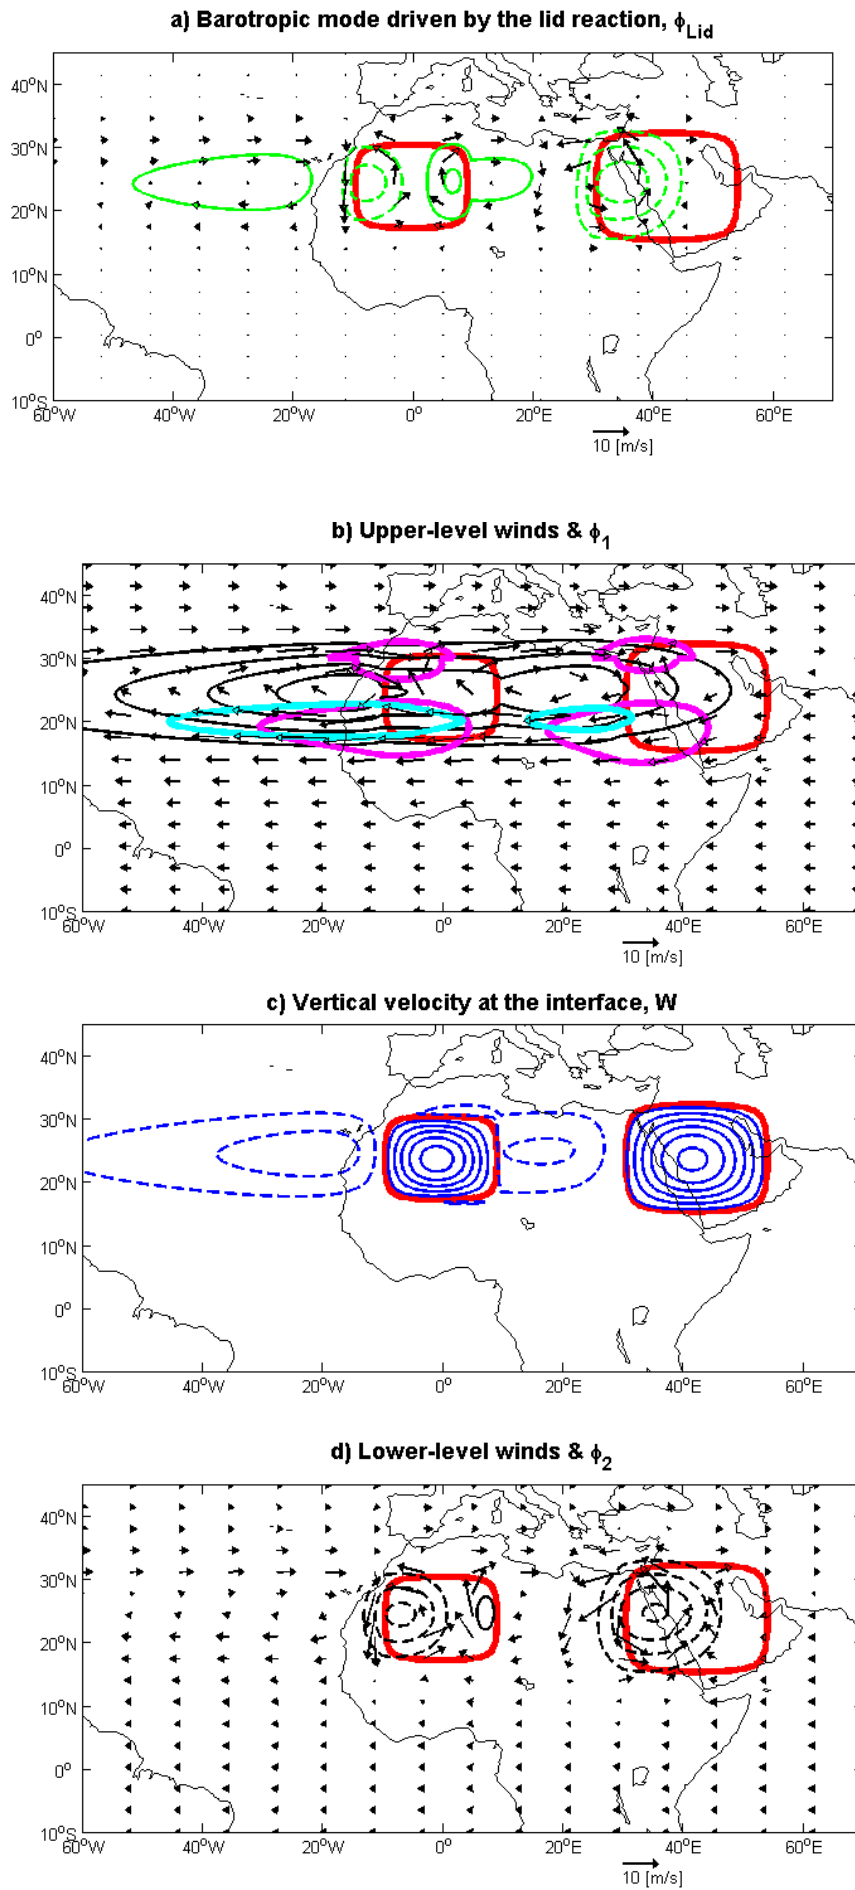 a) Barotropic mode driven by the lid reaction, ϕLid
40°N
30°N
20°N
10°N
0°
10°S
60°W 40°W 20°W 0° 20°E 40°E 60°E
10 [m/s]
b) Upper-level winds & ϕ1
40°N
30°N
20°N
10°N
0°
10°S
60°W 40°W 20°W 0° 20°E 40°E 60°E
10 [m/s]
c) Vertical velocity at the interface, W
40°N
30°N
20°N
10°N
0°
10°S
60°W 40°W 20°W 0° 20°E 40°E 60°E
d) Lower-level winds & ϕ2
40°N
30°N
20°N
10°N
0°
10°S
60°W 40°W 20°W 0° 20°E 40°E 60°E
10 [m/s]